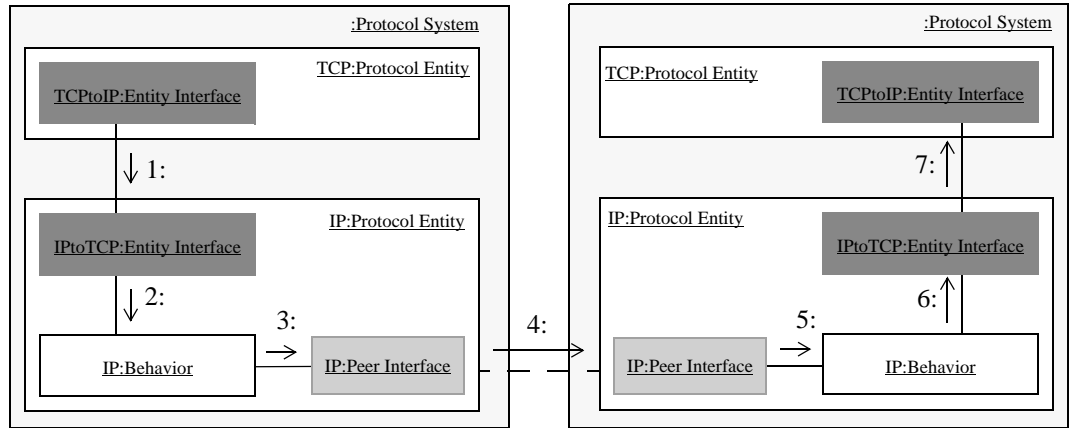 :Protocol System
TCP:Protocol Entity
TCPtoIP:Entity Interface
1:
IP:Protocol Entity
IPtoTCP:Entity Interface
2:
3:
IP:Behavior
IP:Peer Interface
4:
:Protocol System
TCP:Protocol Entity
TCPtoIP:Entity Interface
7:
IP:Protocol Entity
IPtoTCP:Entity Interface
6:
5:
IP:Peer Interface
IP:Behavior